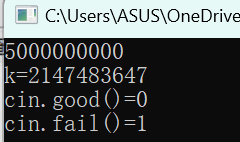 C:\Users\ASUS\OneDrive
5000000000
k=2147483647
cin.good()=0
cin.fail()=1